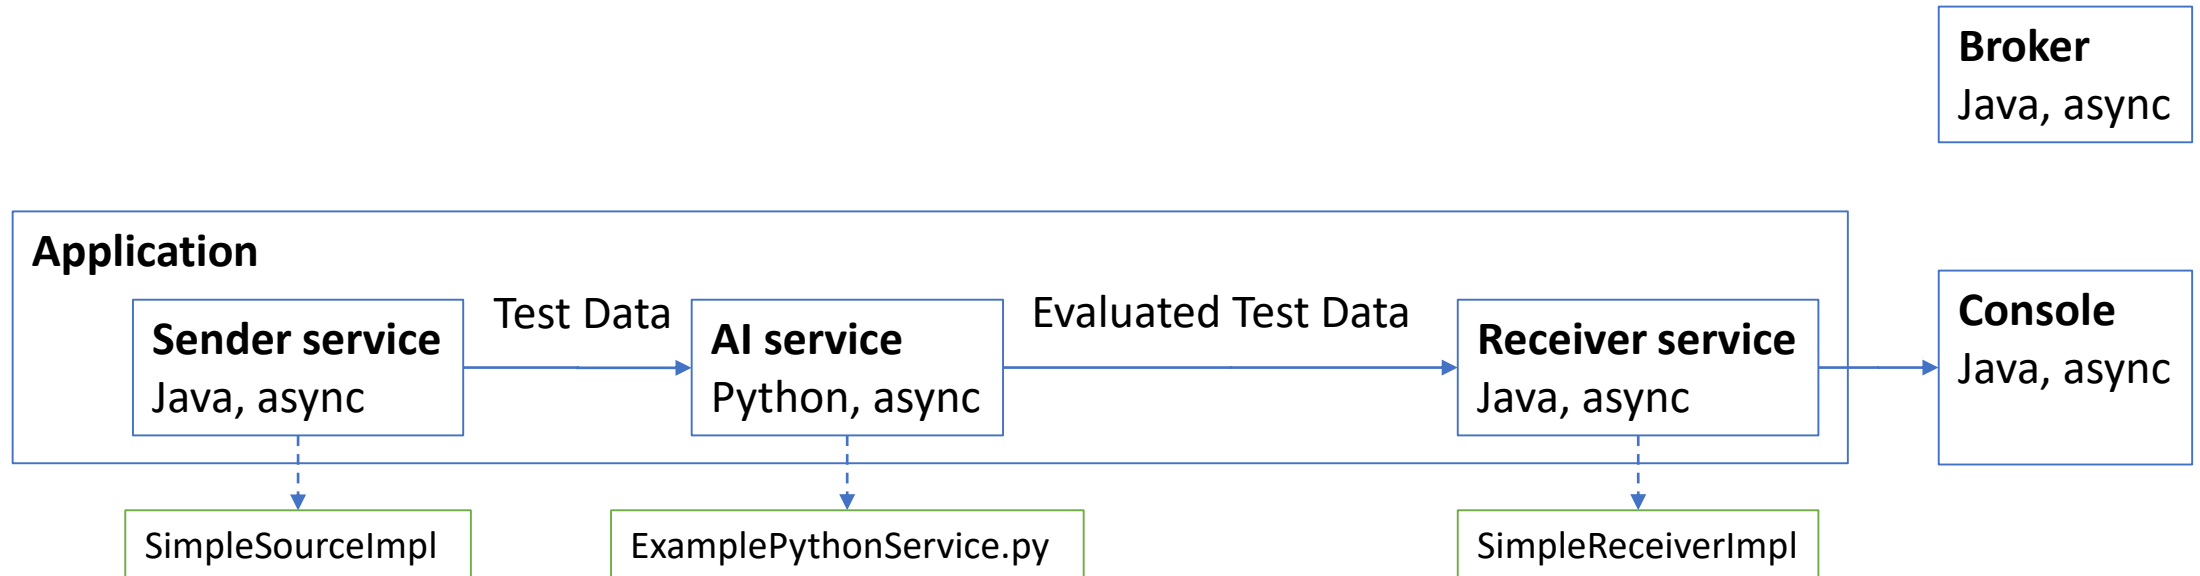 Broker
Java, async
Application
Sender service
Java, async
Test Data
AI service
Python, async
Evaluated Test Data
Receiver service
Java, async
Console
Java, async
SimpleSourceImpl
ExamplePythonService.py
SimpleReceiverImpl